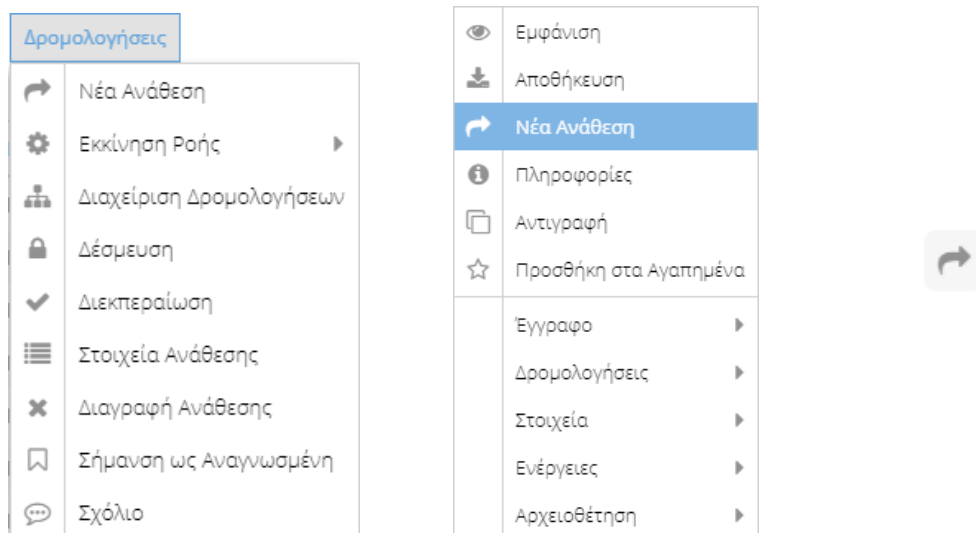 Δρομολογήσεις
Νέα Ανάθεση
Εκκίνηση Ροής
Διαχείριση Δρομολογήσεων
Δέσμευση
Διεκπεραίωση
Στοιχεία Ανάθεσης
Διαγραφή Ανάθεσης
Σήμανση ως Αναγνωσμένη
Σχόλιο
Εμφάνιση
Αποθήκευση
Νέα Ανάθεση
Πληροφορίες
Αντιγραφή
Προσθήκη στα Αγαπημένα
Έγγραφο
Δρομολογήσεις
Στοιχεία
Ενέργειες
Αρχειοθέτηση